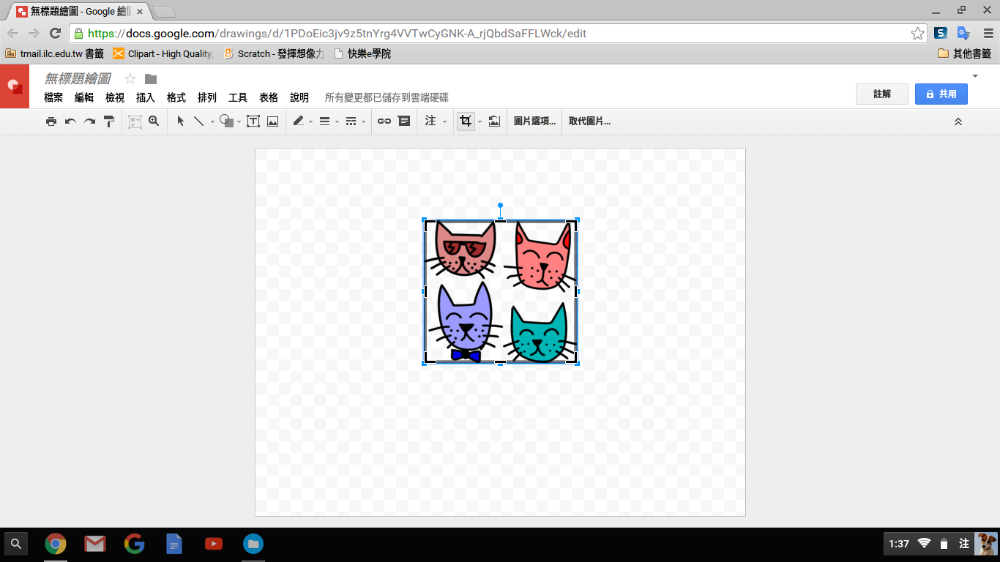 無標題繪圖 - Google 繪
https://docs.google.com/drawings/d/1PDoEic3jv9z5tnYrg4VVTwCyGNK-A_rjQbdSaFFLWck/edit
tmail.ilc.edu.tw 書籤 Clipart - High Quality, Scratch - 發揮想像力 快樂e學院 其他書籤
無標題繪圖
檔案 編輯 檢視 插入 格式 排列 工具 表格 說明 所有變更都已儲存到雲端硬碟
註解 共用
注 圖片選項... 取代圖片...
1:37 注